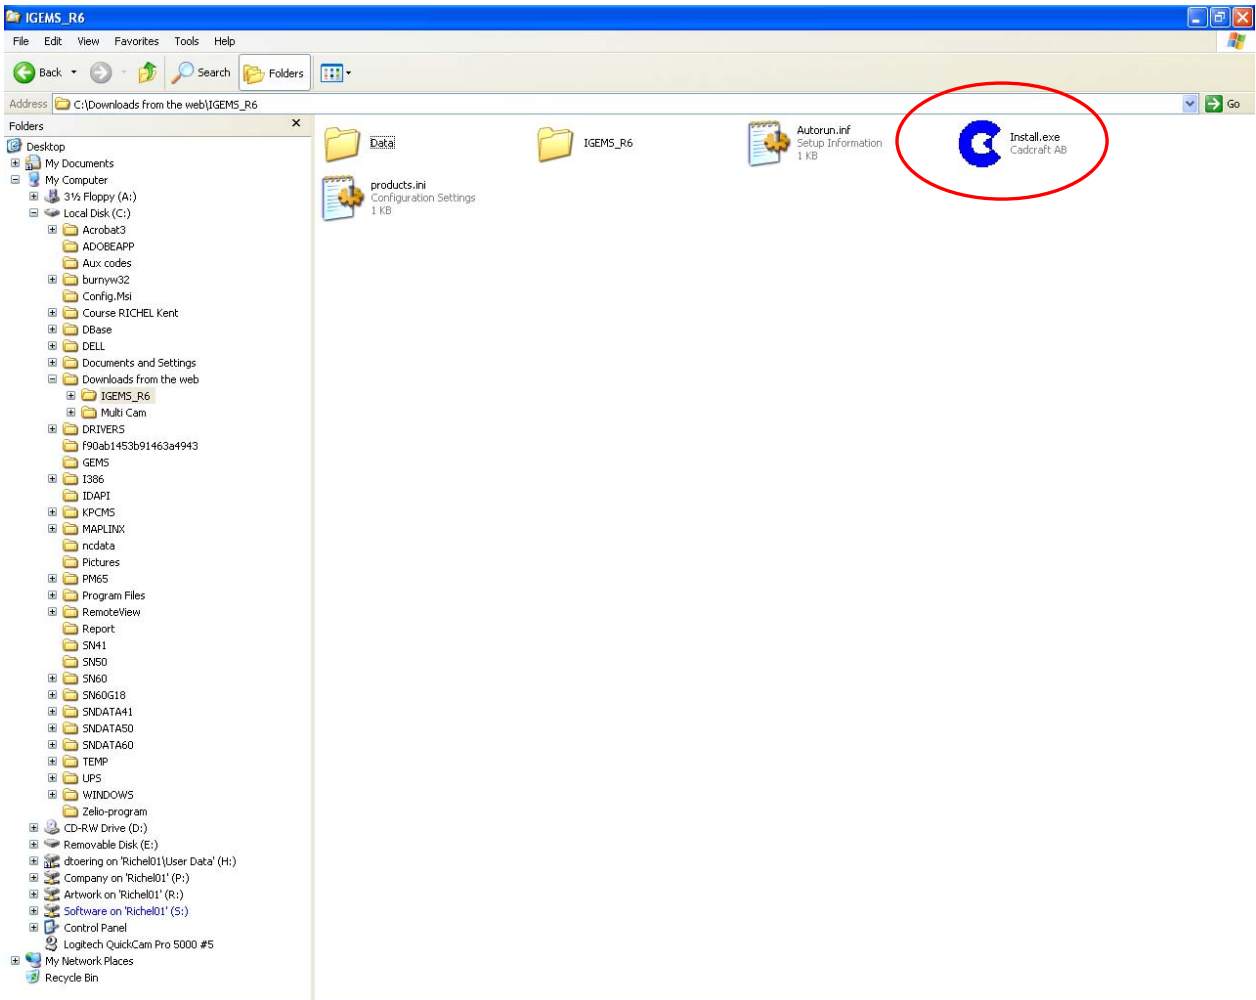 IGEMS_R6
File Edit View Favorites Tools Help
Back Search Folders
Address C:\Downloads from the web\IGEMS_R6 Go
Folders
Desktop
My Documents
My Computer
3½ Floppy (A:)
Local Disk (C:)
Acrobat3
ADOBEAPP
Aux codes
burnyw32
Config.Msi
Course RICHEL Kent
DBase
DELL
Documents and Settings
Downloads from the web
IGEMS_R6
Multi Cam
DRIVERS
f90ab1453b91463a4943
GEMS
I386
IDAPI
KPCMS
MAPLINX
ncdata
Pictures
PM65
Program Files
RemoteView
Report
SN41
SN50
SN60
SN60G18
SNDATA41
SNDATA50
SNDATA60
TEMP
UPS
WINDOWS
Zelio-program
CD-RW Drive (D:)
Removable Disk (E:)
dtoering on 'Richel01\User Data' (H:)
Company on 'Richel01' (P:)
Artwork on 'Richel01' (R:)
Software on 'Richel01' (S:)
Control Panel
Logitech QuickCam Pro 5000 #5
My Network Places
Recycle Bin
Data
IGEMS_R6
Autorun.inf
Setup Information
1 KB
Install.exe
Cadcraft AB
products.ini
Configuration Settings
1 KB